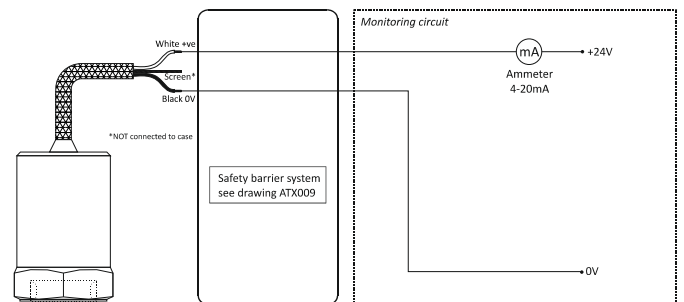 Monitoring circuit
White +ve
mA
+24V
Screen*
Ammeter
4-20mA
Black 0V
*NOT connected to case
Safety barrier system
see drawing ATX009
0V